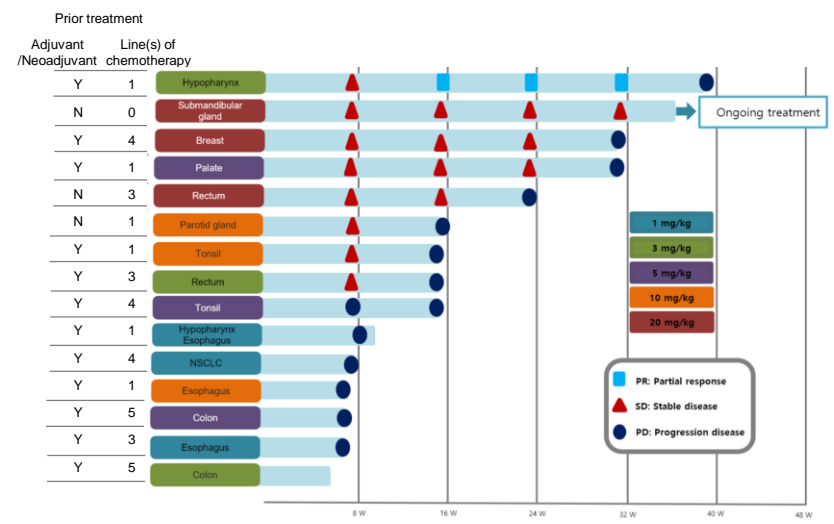 Prior treatment
Adjuvant
/Neoadjuvant
Line(s) of
chemotherapy
Y 1 Hypopharynx
N 0 Submandibular
gland
Ongoing treatment
Y 4 Breast
Y 1 Palate
N 3 Rectum
N 1 Parotid gland
Y 1 Tonsil
Y 3 Rectum
Y 4 Tonsil
Y 1 Hypopharynx
Esophagus
Y 4 NSCLC
Y 1 Esophagus
Y 5 Colon
Y 3 Esophagus
Y 5 Colon
1 mg/kg
3 mg/kg
5 mg/kg
10 mg/kg
20 mg/kg
PR: Partial response
SD: Stable disease
PD: Progression disease
8 W 16 W 24 W 32 W 40 W 48 W